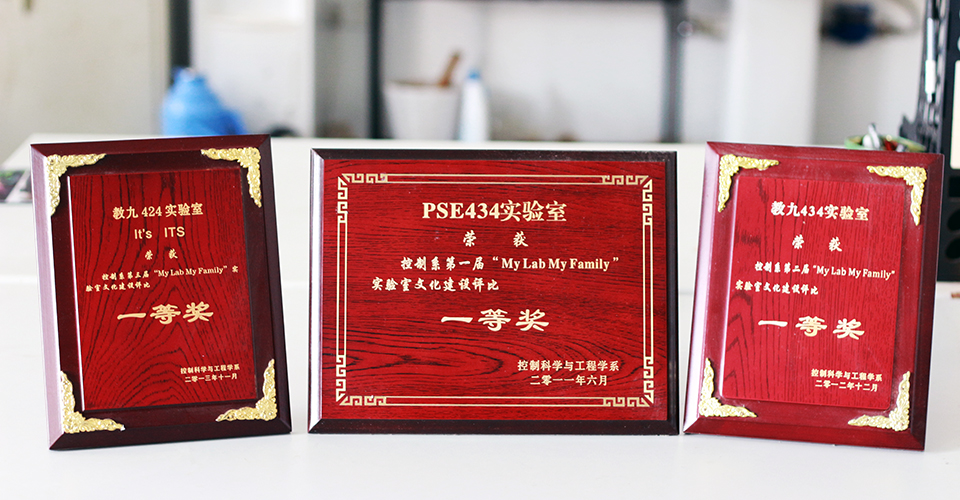 教九424实验室
It's ITS
荣获
控制系第三届“My Lab My Family”实
验室文化建设评比
一等奖
控制科学与工程学系
二零一三年十一月
PSE434实验室
荣获
控制系第一届“My Lab My Family”
实验室文化建设评比
一等奖
控制科学与工程学系
二零一一年六月
教九434实验室
荣获
控制系第二届“My Lab My Family”
实验室文化建设评比
一等奖
控制科学与工程学系
二零一二年十二月